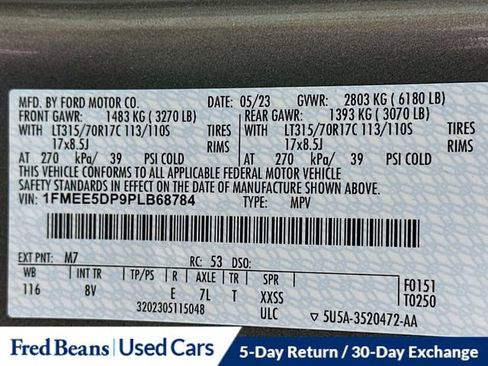 MFD. BY FORD MOTOR CO. DATE: 05/23 GVWR: 2803 KG ( 6180 LB)
FRONT GAWR: 1483 KG ( 3270 LB) REAR GAWR: 1393 KG ( 3070 LB)
WITH LT315/70R17C 113/110S TIRES WITH LT315/70R17C 113/110S TIRES
17x8.5J RIMS 17x8.5J
AT 270 kPa/ 39 PSI COLD AT 270 kPa/ 39 PSI COLD
THIS VEHICLE CONFORMS TO ALL APPLICABLE FEDERAL MOTOR VEHICLE
SAFETY STANDARDS IN EFFECT ON THE DATE OF MANUFACTURE SHOWN ABOVE.
VIN: 1FMEE5DP9PLB68784 TYPE: MPV
EXT PNT: M7 RC: 53 DSO:
WB INT TR TP/PS R AXLE TR SPR F0151
116 8V E 7L T XXSS T0250
3202305115048 ULC 5U5A-3520472-AA
Fred Beans Used Cars 5-Day Return / 30-Day Exchange